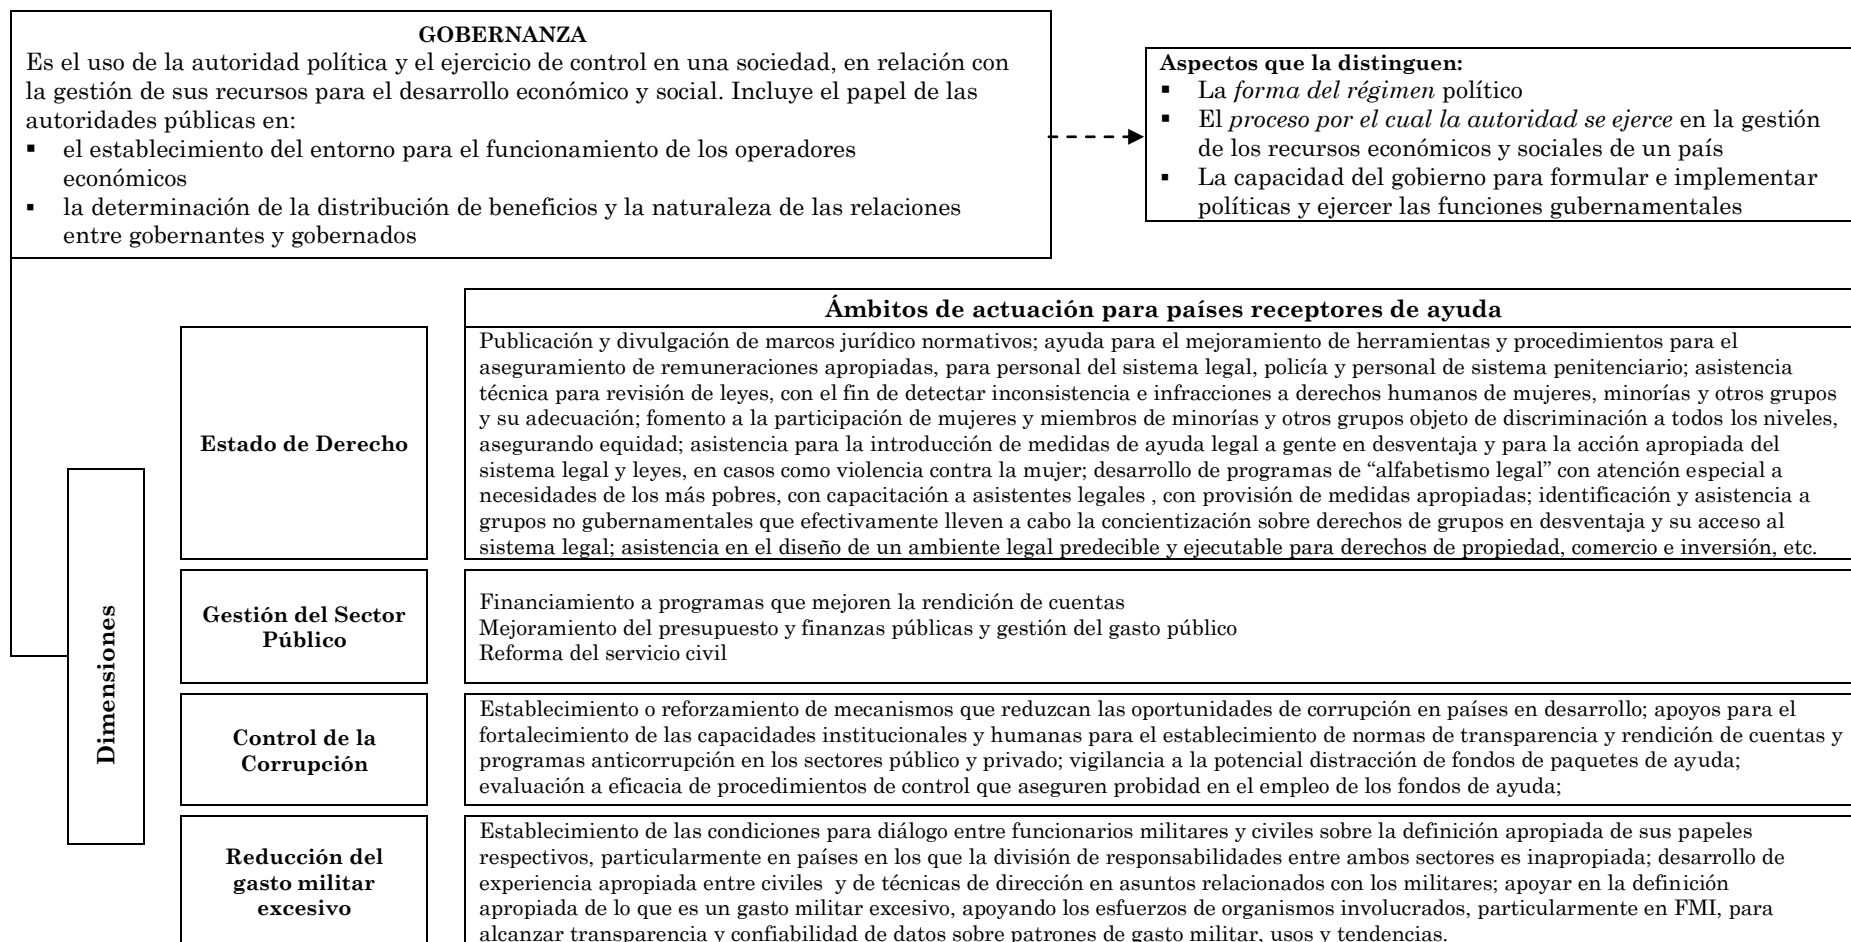 GOBERNANZA
Es el uso de la autoridad política y el ejercicio de control en una sociedad, en relación con
la gestión de sus recursos para el desarrollo económico y social. Incluye el papel de las
autoridades públicas en:
▪ el establecimiento del entorno para el funcionamiento de los operadores
económicos
▪ la determinación de la distribución de beneficios y la naturaleza de las relaciones
entre gobernantes y gobernados
Aspectos que la distinguen:
▪ La forma del régimen político
▪ El proceso por el cual la autoridad se ejerce en la gestión
de los recursos económicos y sociales de un país
▪ La capacidad del gobierno para formular e implementar
políticas y ejercer las funciones gubernamentales
Dimensiones
Ámbitos de actuación para países receptores de ayuda
Estado de Derecho
Publicación y divulgación de marcos jurídico normativos; ayuda para el mejoramiento de herramientas y procedimientos para el
aseguramiento de remuneraciones apropiadas, para personal del sistema legal, policía y personal de sistema penitenciario; asistencia
técnica para revisión de leyes, con el fin de detectar inconsistencia e infracciones a derechos humanos de mujeres, minorías y otros grupos
y su adecuación; fomento a la participación de mujeres y miembros de minorías y otros grupos objeto de discriminación a todos los niveles,
asegurando equidad; asistencia para la introducción de medidas de ayuda legal a gente en desventaja y para la acción apropiada del
sistema legal y leyes, en casos como violencia contra la mujer; desarrollo de programas de “alfabetismo legal” con atención especial a
necesidades de los más pobres, con capacitación a asistentes legales , con provisión de medidas apropiadas; identificación y asistencia a
grupos no gubernamentales que efectivamente lleven a cabo la concientización sobre derechos de grupos en desventaja y su acceso al
sistema legal; asistencia en el diseño de un ambiente legal predecible y ejecutable para derechos de propiedad, comercio e inversión, etc.
Gestión del Sector
Público
Financiamiento a programas que mejoren la rendición de cuentas
Mejoramiento del presupuesto y finanzas públicas y gestión del gasto público
Reforma del servicio civil
Control de la
Corrupción
Establecimiento o reforzamiento de mecanismos que reduzcan las oportunidades de corrupción en países en desarrollo; apoyos para el
fortalecimiento de las capacidades institucionales y humanas para el establecimiento de normas de transparencia y rendición de cuentas y
programas anticorrupción en los sectores público y privado; vigilancia a la potencial distracción de fondos de paquetes de ayuda;
evaluación a eficacia de procedimientos de control que aseguren probidad en el empleo de los fondos de ayuda;
Reducción del
gasto militar
excesivo
Establecimiento de las condiciones para diálogo entre funcionarios militares y civiles sobre la definición apropiada de sus papeles
respectivos, particularmente en países en los que la división de responsabilidades entre ambos sectores es inapropiada; desarrollo de
experiencia apropiada entre civiles y de técnicas de dirección en asuntos relacionados con los militares; apoyar en la definición
apropiada de lo que es un gasto militar excesivo, apoyando los esfuerzos de organismos involucrados, particularmente en FMI, para
alcanzar transparencia y confiabilidad de datos sobre patrones de gasto militar, usos y tendencias.